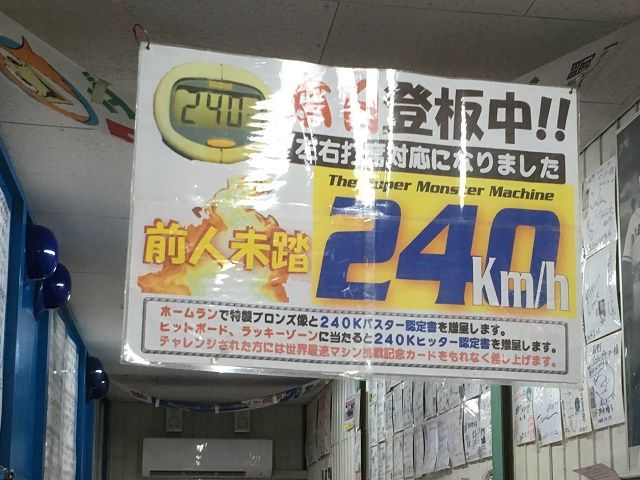 240
登板中!!
左右打席対応になりました
The Super Monster Machine
前人未踏
240Km/h
ホームランで特製ブロンズ像と240Kバスター認定書を贈呈します。
ヒットボード、ラッキーゾーンに当たると240Kヒッター認定書を贈呈します。
チャレンジされた方には世界最速マシン挑戦記念カードをもれなく差し上げます。